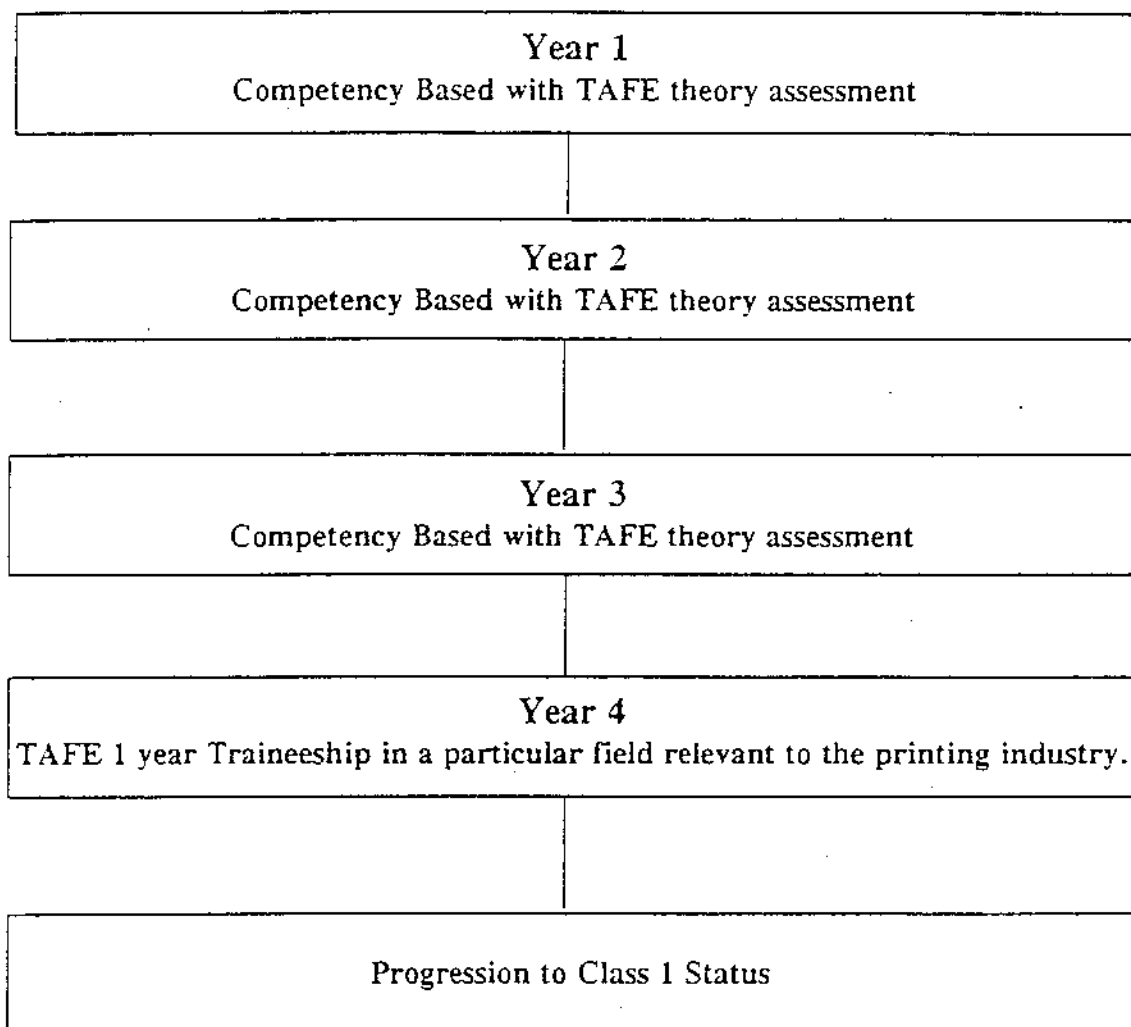 Year 1
Competency Based with TAFE theory assessment
Year 2
Competency Based with TAFE theory assessment
Year 3
Competency Based with TAFE theory assessment
Year 4
TAFE 1 year Traineeship in a particular field relevant to the printing industry.
Progression to Class 1 Status